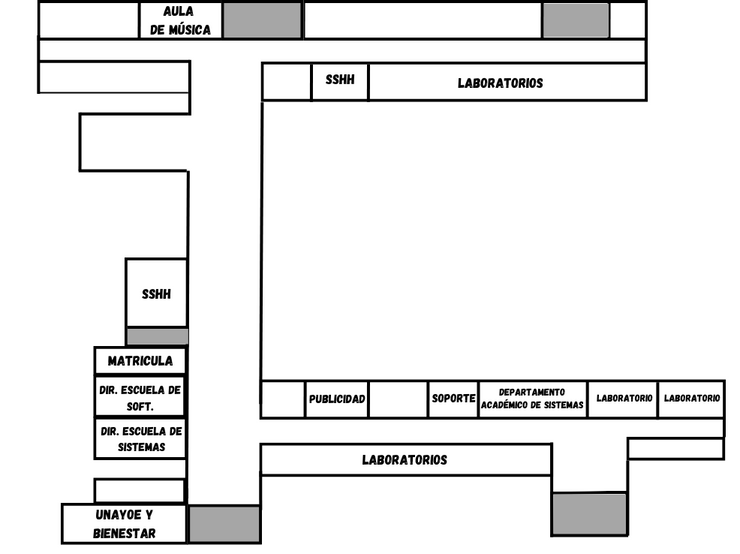 AULA
DE MÚSICA
SSHH
LABORATORIOS
SSHH
MATRICULA
DIR. ESCUELA DE
SOFT.
DIR. ESCUELA DE
SISTEMAS
PUBLICIDAD
SOPORTE
DEPARTAMENTO
ACADÉMICO DE SISTEMAS
LABORATORIO
LABORATORIO
LABORATORIOS
UNAYOE Y
BIENESTAR